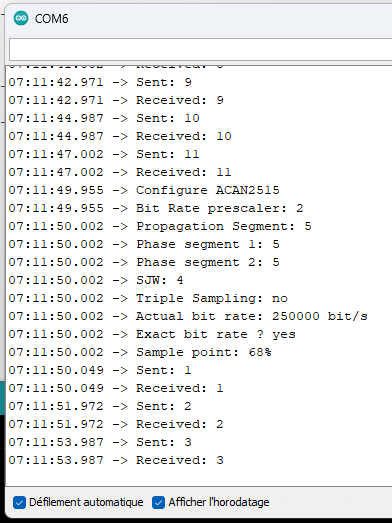 COM6
07:11:42.971 -> Sent: 9
07:11:42.971 -> Received: 9
07:11:44.987 -> Sent: 10
07:11:44.987 -> Received: 10
07:11:47.002 -> Sent: 11
07:11:47.002 -> Received: 11
07:11:49.955 -> Configure ACAN2515
07:11:49.955 -> Bit Rate prescaler: 2
07:11:50.002 -> Propagation Segment: 5
07:11:50.002 -> Phase segment 1: 5
07:11:50.002 -> Phase segment 2: 5
07:11:50.002 -> SJW: 4
07:11:50.002 -> Triple Sampling: no
07:11:50.002 -> Actual bit rate: 250000 bit/s
07:11:50.002 -> Exact bit rate ? yes
07:11:50.002 -> Sample point: 68%
07:11:50.049 -> Sent: 1
07:11:50.049 -> Received: 1
07:11:51.972 -> Sent: 2
07:11:51.972 -> Received: 2
07:11:53.987 -> Sent: 3
07:11:53.987 -> Received: 3
Défilement automatique Afficher l'horodatage